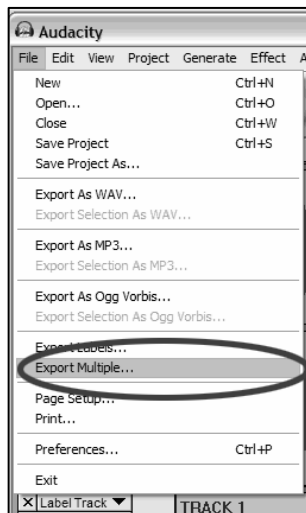 Audacity
File Edit View Project Generate Effect A
New Ctrl+N
Open... Ctrl+O
Close Ctrl+W
Save Project Ctrl+S
Save Project As...
Export As WAV...
Export Selection As WAV...
Export As MP3...
Export Selection As MP3...
Export As Ogg Vorbis...
Export Selection As Ogg Vorbis...
Export Labels...
Export Multiple...
Page Setup...
Print...
Preferences... Ctrl+P
Exit
X Label Track TRACK 1